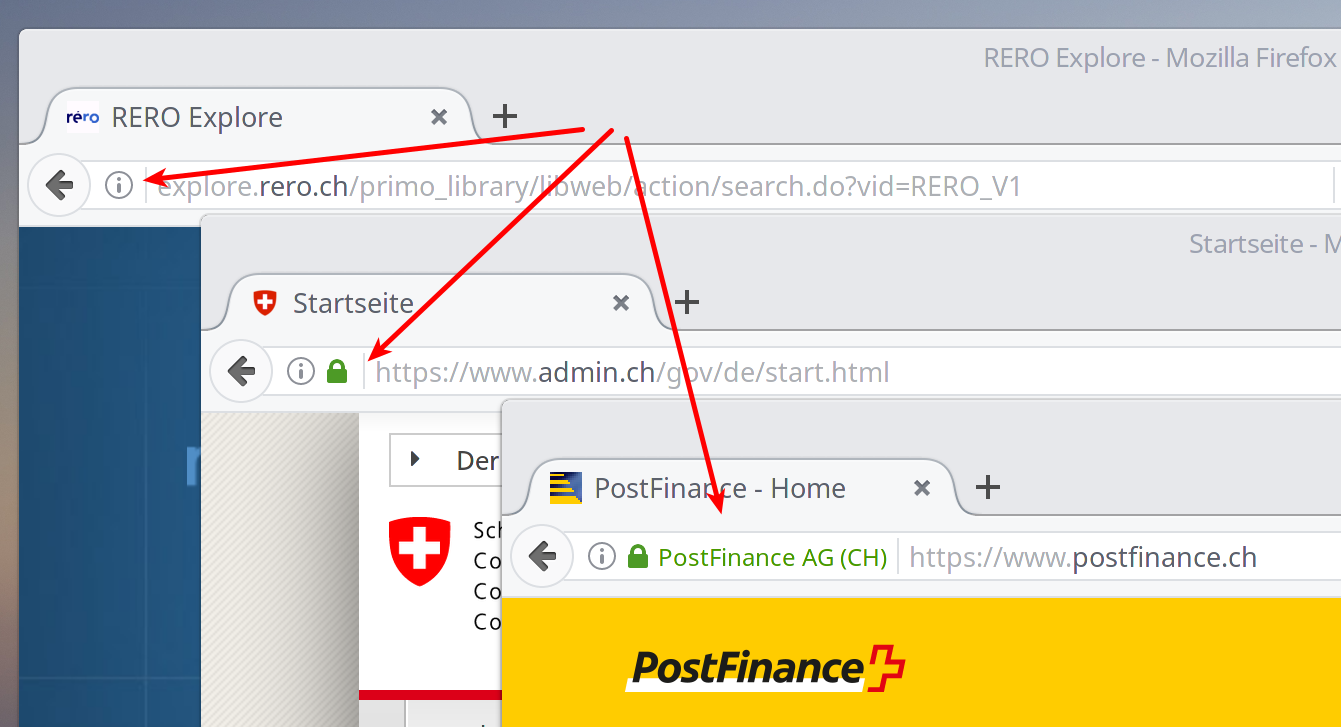 RERO Explore - Mozilla Firefox
réro RERO Explore
explore.rero.ch/primo_library/libweb/action/search.do?vid=RERO_V1
Startseite - M
Startseite
https://www.admin.ch/gov/de/start.html
Der
PostFinance - Home
Sch
Co
PostFinance AG (CH) https://www.postfinance.ch
Co
Co
PostFinance